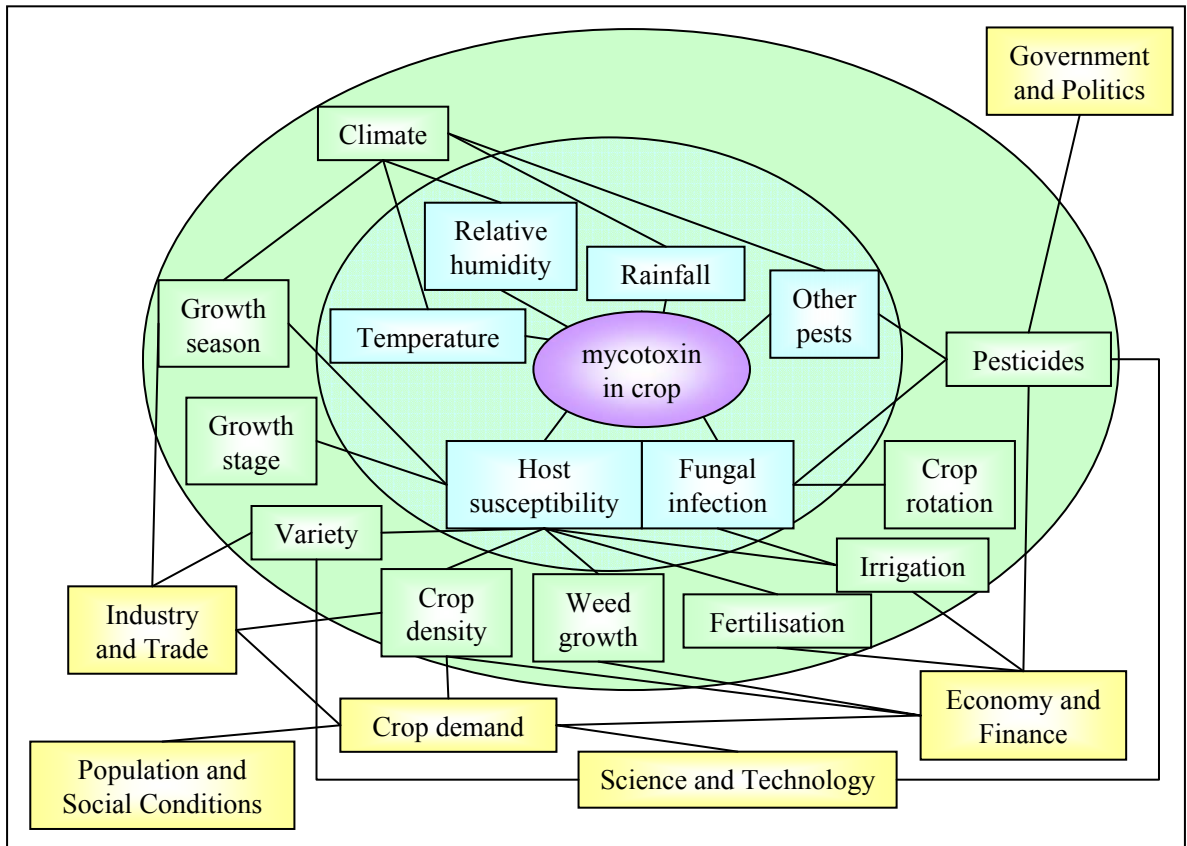 Government
and Politics
Climate
Relative
humidity
Rainfall
Other
pests
Growth
season
Temperature
mycotoxin
in crop
Pesticides
Growth
stage
Host
susceptibility
Fungal
infection
Crop
rotation
Variety
Irrigation
Crop
density
Weed
growth
Fertilisation
Industry
and Trade
Crop demand
Economy and
Finance
Population and
Social Conditions
Science and Technology